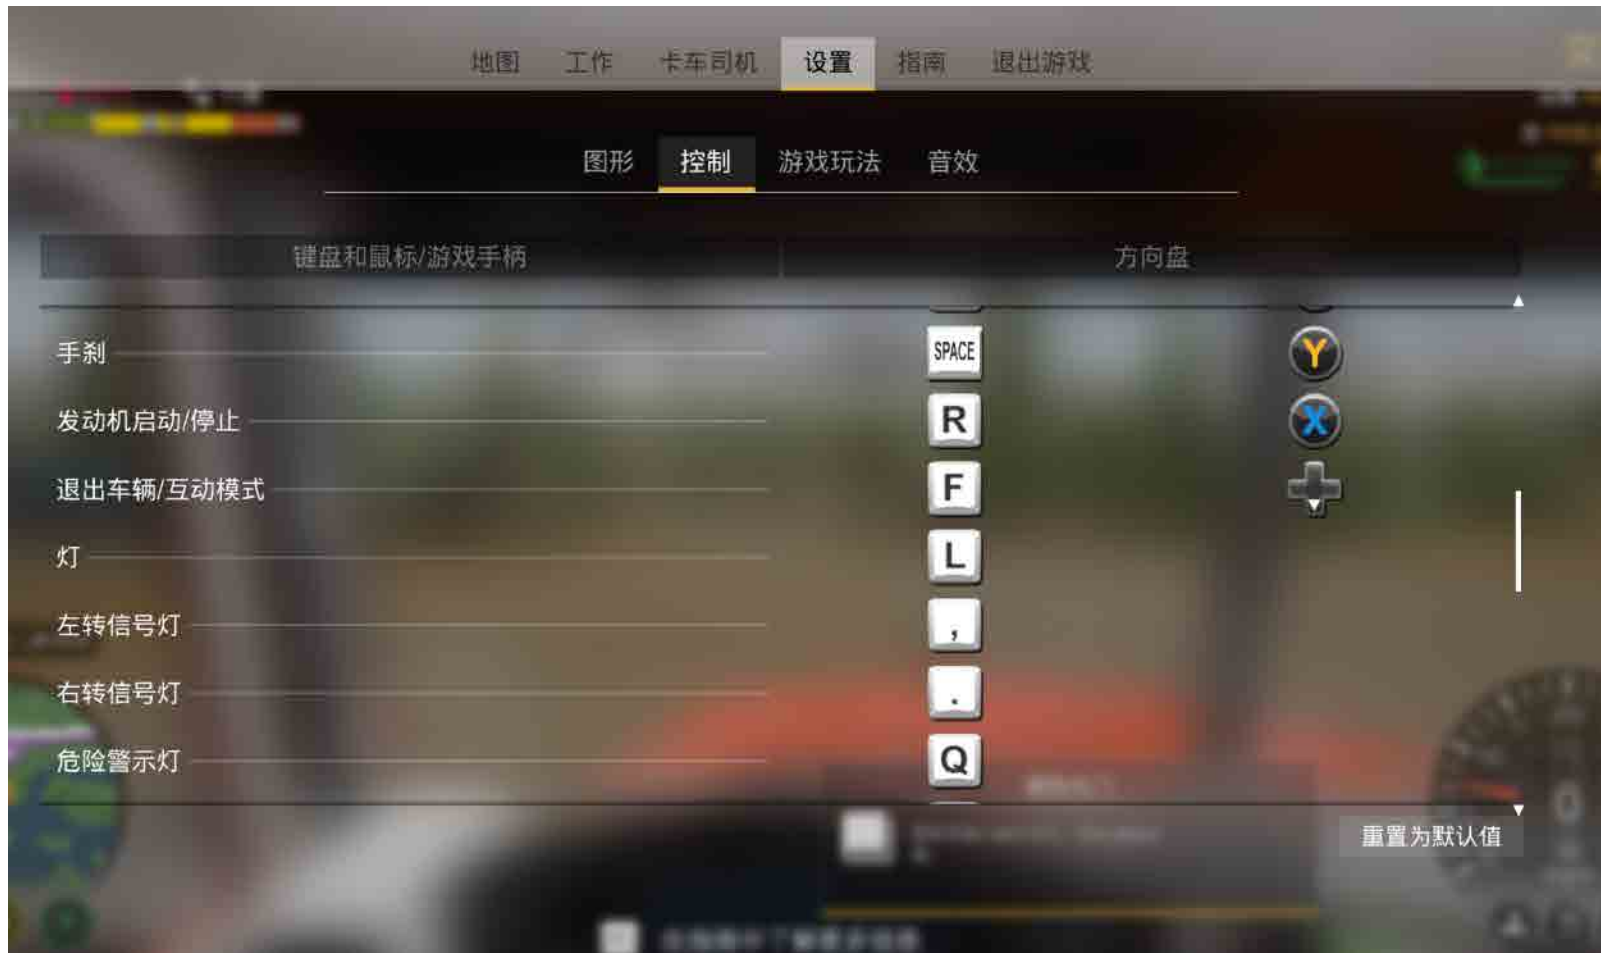 地图 工作 卡车司机 设置 指南 退出游戏
图形 控制 游戏玩法 音效
键盘和鼠标/游戏手柄 方向盘
手刹 SPACE Y
发动机启动/停止 R X
退出车辆/互动模式 F
灯 L
左转信号灯 ,
右转信号灯 .
危险警示灯 Q
重置为默认值